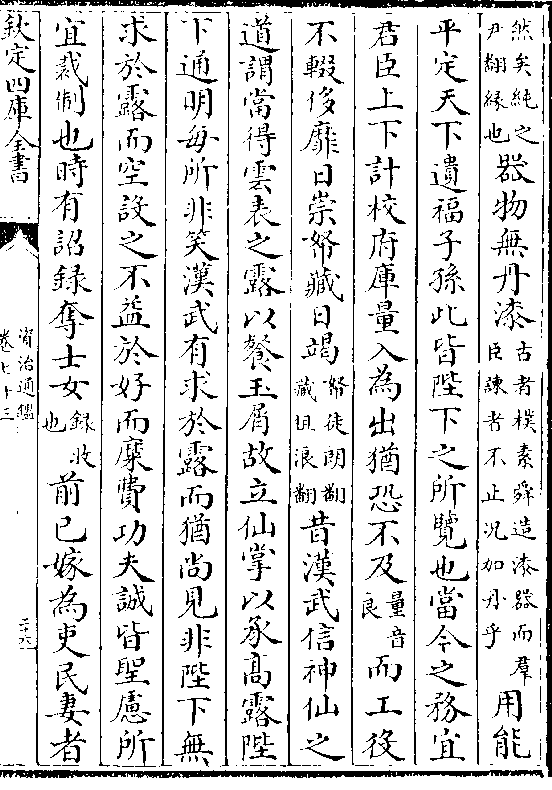 然矣純之尹翻緣也器物無丹漆古者樸素舜造漆器而羣臣諫者不止况加丹乎用能
平定天下遺福子孫此皆陛下之所覽也當今之務宜
君臣上下計校府庫量入為出猶恐不及量音良而工役
不輟侈靡日崇帑藏日竭帑徒朗翻藏徂浪翻昔漢武信神仙之
道謂當得雲表之露以餐玉屑故立仙掌以承高露陛
下通明每所非笑漢武有求於露而猶尚見非陛下無
求於露而空設之不益於好而糜費功夫誠皆聖慮所
宜裁制也時有詔錄奪士女錄收也前已嫁為吏民妻者
欽定四庫全書
資治通鑑
卷七十三
二十六